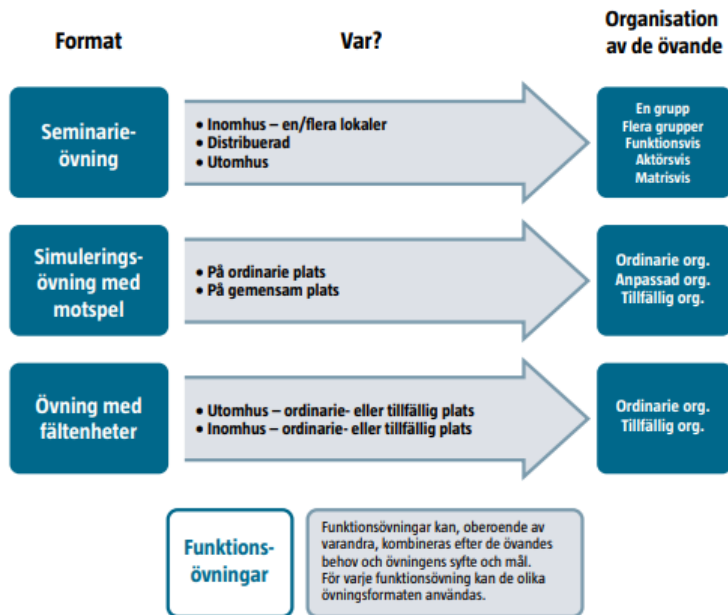 Format
Var?
Organisation
av de övande
Seminarie-
övning
• Inomhus – en/flera lokaler
• Distribuerad
• Utomhus
En grupp
Flera grupper
Funktionsvis
Aktörsvis
Matrisvis
Simulerings-
övning med
motspel
• På ordinarie plats
• På gemensam plats
Ordinarie org.
Anpassad org.
Tillfällig org.
Övning med
fältenheter
• Utomhus – ordinarie- eller tillfällig plats
• Inomhus – ordinarie- eller tillfällig plats
Ordinarie org.
Tillfällig org.
Funktions-
övningar
Funktionsövningar kan, oberoende av
varandra, kombineras efter de övandes
behov och övningens syfte och mål.
För varje funktionsövning kan de olika
övningsformaten användas.